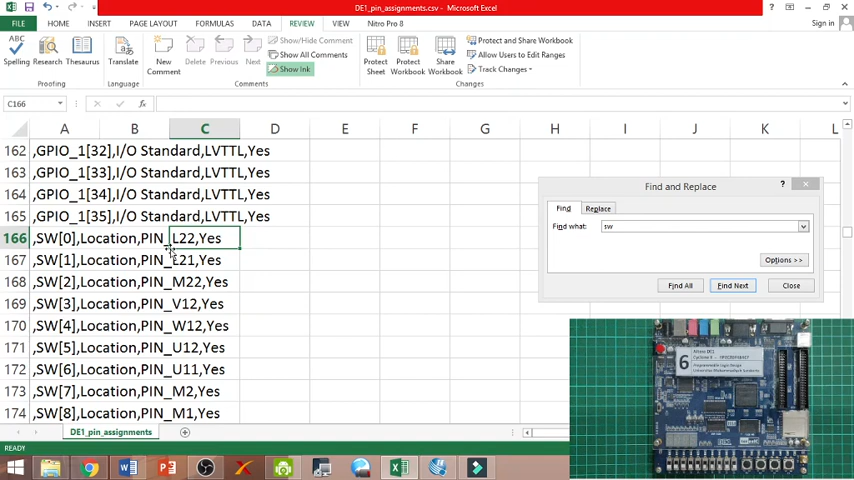 DE1_pin_assignments.csv - Excel
FILE HOME INSERT PAGE LAYOUT FORMULAS DATA REVIEW VIEW Nitro Pro 8 Sign in
Spelling Research Thesaurus Translate New Comment Delete Previous Next
Show/Hide Comment
Show All Comments
Show Ink
Protect Sheet Protect Workbook Share Workbook
Protect and Share Workbook
Allow Users to Edit Ranges
Track Changes
Proofing Language Comments Changes
C166 fx
A B C D E F G H I J K L
162 ,GPIO_1[32],I/O Standard,LVTTL,Yes
163 ,GPIO_1[33],I/O Standard,LVTTL,Yes
164 ,GPIO_1[34],I/O Standard,LVTTL,Yes
165 ,GPIO_1[35],I/O Standard,LVTTL,Yes
166 ,SW[0],Location,PIN_L22,Yes
167 ,SW[1],Location,PIN_L21,Yes
168 ,SW[2],Location,PIN_M22,Yes
169 ,SW[3],Location,PIN_V12,Yes
170 ,SW[4],Location,PIN_W12,Yes
171 ,SW[5],Location,PIN_U12,Yes
172 ,SW[6],Location,PIN_U11,Yes
173 ,SW[7],Location,PIN_M2,Yes
174 ,SW[8],Location,PIN_M1,Yes
Find and Replace
? ×
Find Replace
Find what: sw
Options >>
Find All Find Next Close
6
Altera DE1
DE1_pin_assignments
READY